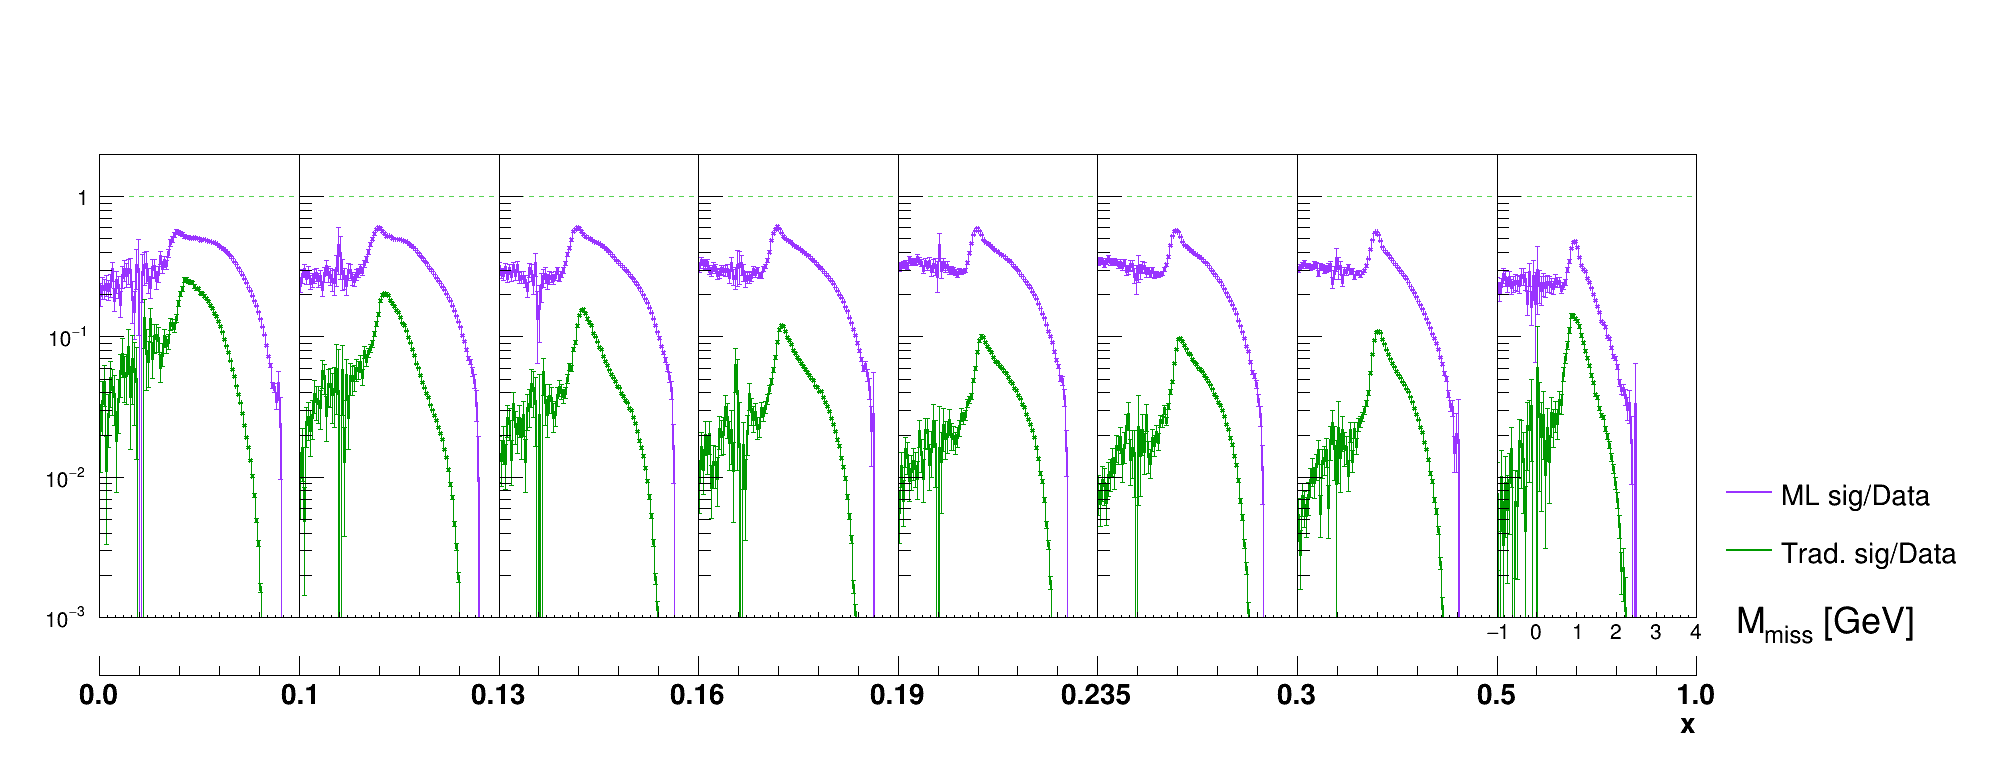 1
10⁻¹
10⁻²
10⁻³
ML sig/Data
Trad. sig/Data
−1 0 1 2 3 4
M_miss [GeV]
0.0 0.1 0.13 0.16 0.19 0.235 0.3 0.5 1.0
x